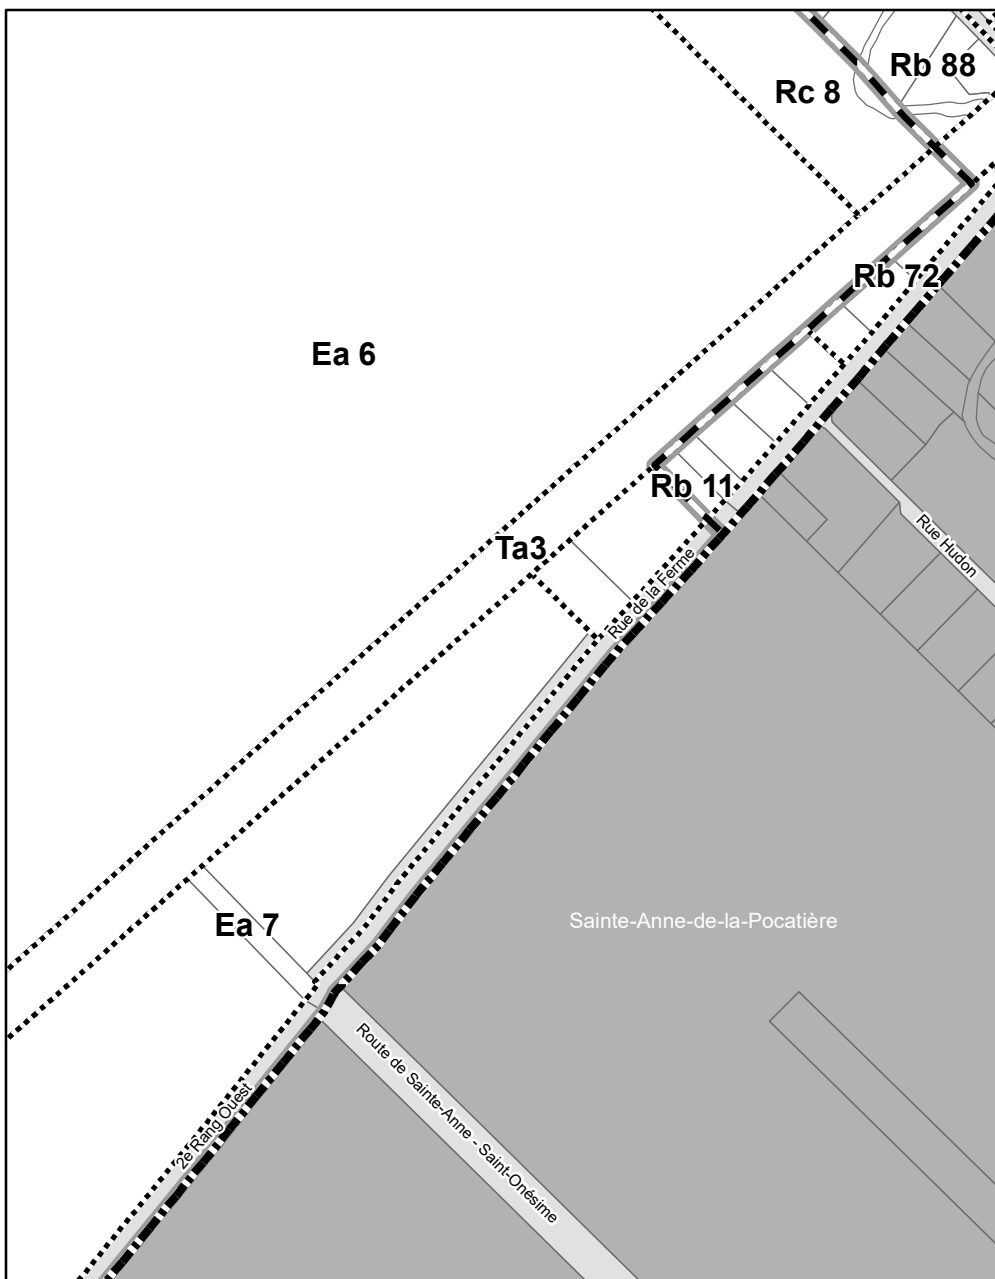 Rb 88
Rc 8
Rb 72
Ea 6
Rb 11
Rue Hudon
Ta3
Rue de la Ferme
Sainte-Anne-de-la-Pocatière
Ea 7
Route de Sainte-Anne - Saint-Onésime
2e Rang Ouest